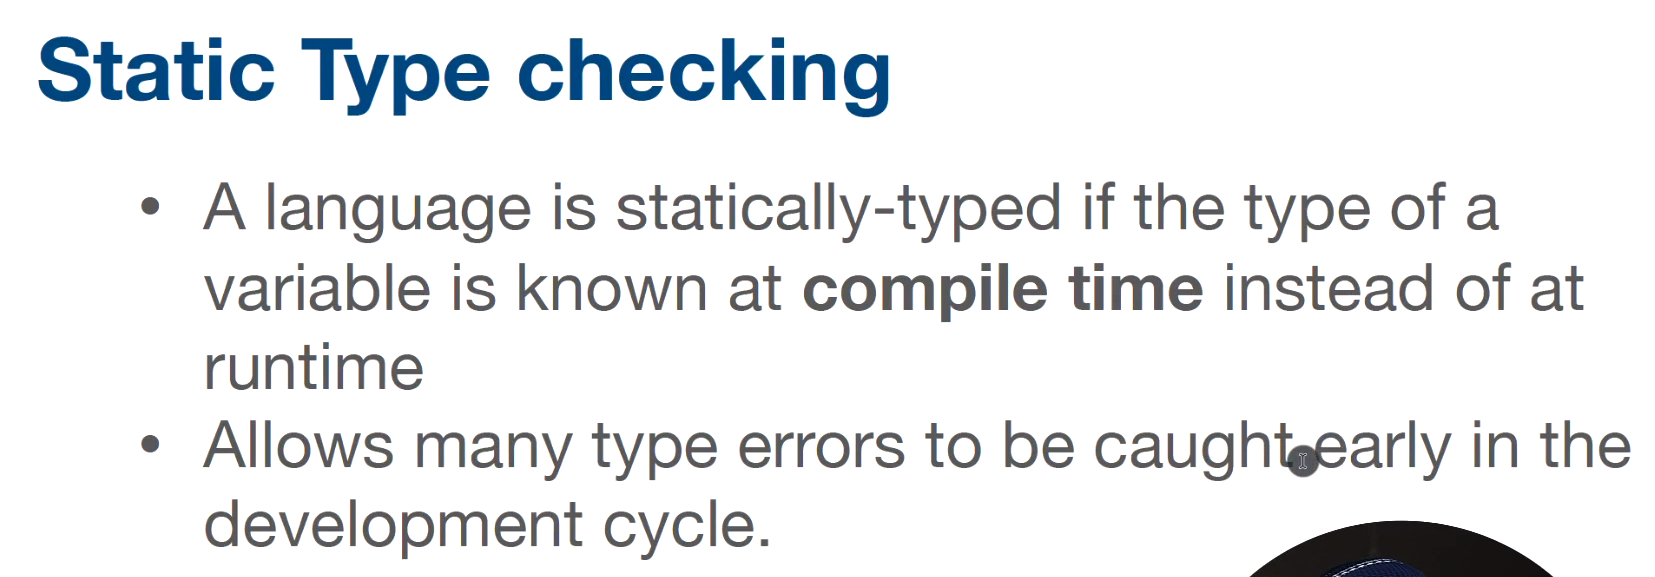 Static Type checking
• A language is statically-typed if the type of a
variable is known at compile time instead of at
runtime
• Allows many type errors to be caught early in the
development cycle.